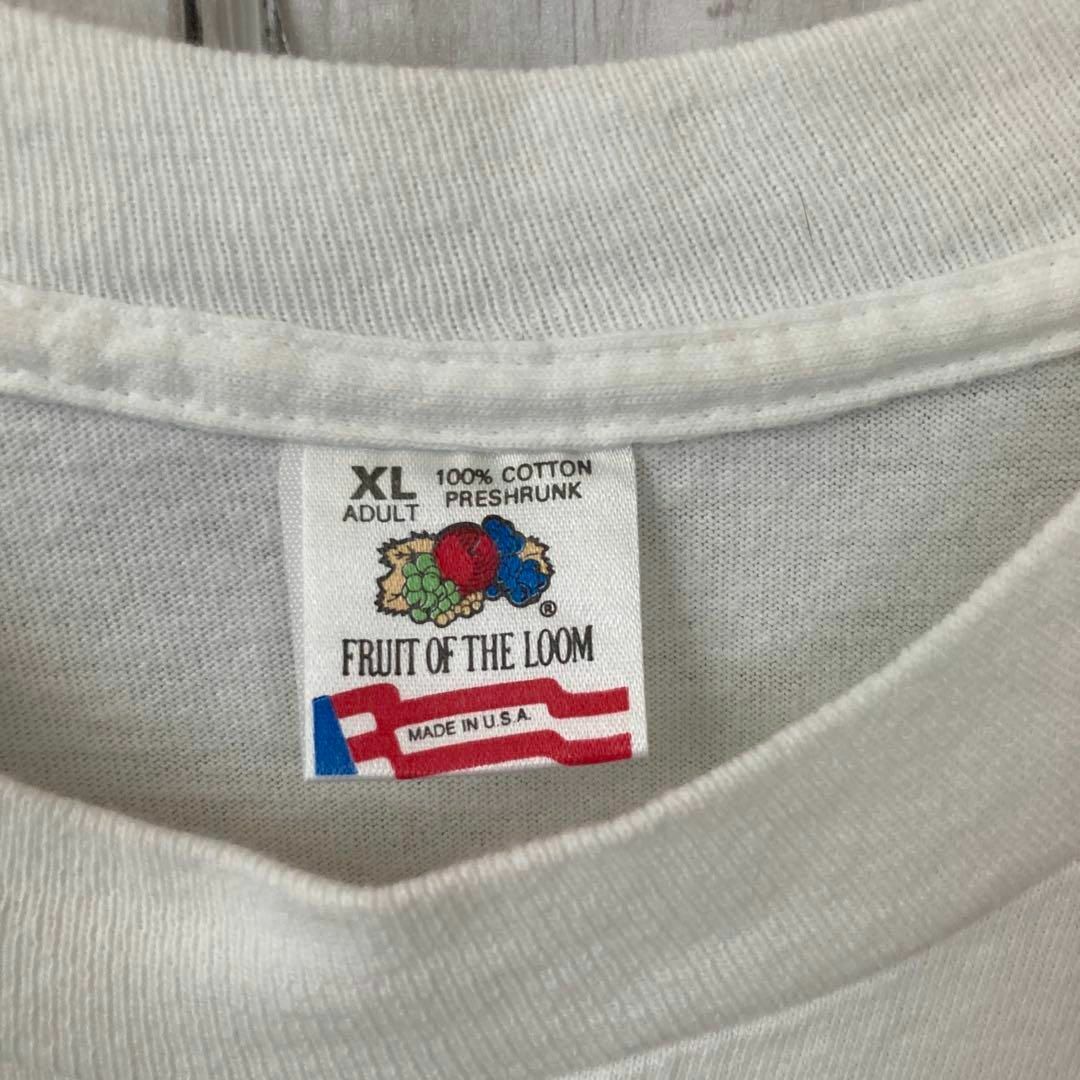 XL 100% COTTON
ADULT PRESHRUNK
®
FRUIT OF THE LOOM
MADE IN U.S.A.